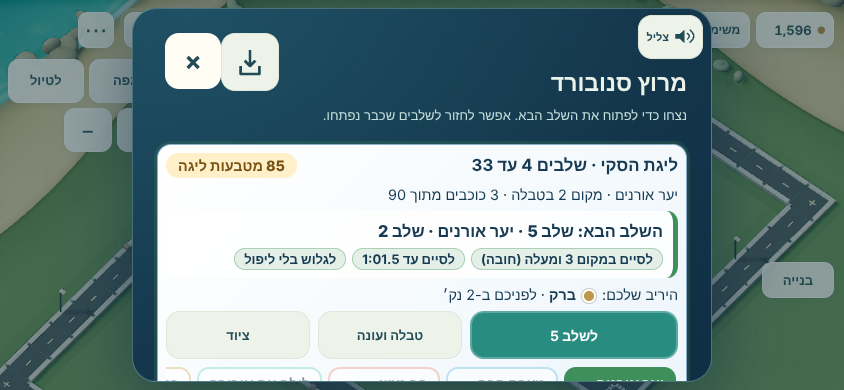 1,596
משימ
...
צליל
לטיול
מפה
מרוץ סנובורד
נצחו כדי לפתוח את השלב הבא. אפשר לחזור לשלבים שכבר נפתחו.
ליגת הסקי · שלבים 4 עד 33
85 מטבעות ליגה
יער אורנים · מקום 2 בטבלה · 3 כוכבים מתוך 90
השלב הבא: שלב 5 · יער אורנים · שלב 2
לסיים במקום 3 ומעלה (חובה)
לסיים עד 1:01.5
לגלוש בלי ליפול
היריב שלכם: ברק · לפניכם ב-2 נק׳
בנייה
לשלב 5
טבלה ועונה
ציוד